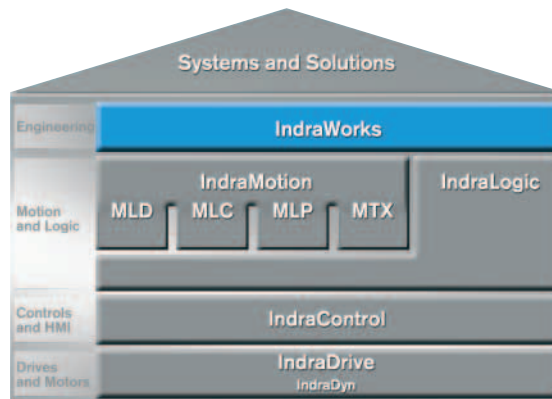 Systems and Solutions
Engineering
IndraWorks
Motion
and Logic
IndraMotion
MLD
MLC
MLP
MTX
IndraLogic
Controls
and HMI
IndraControl
Drives
and Motors
IndraDrive
IndraDyn